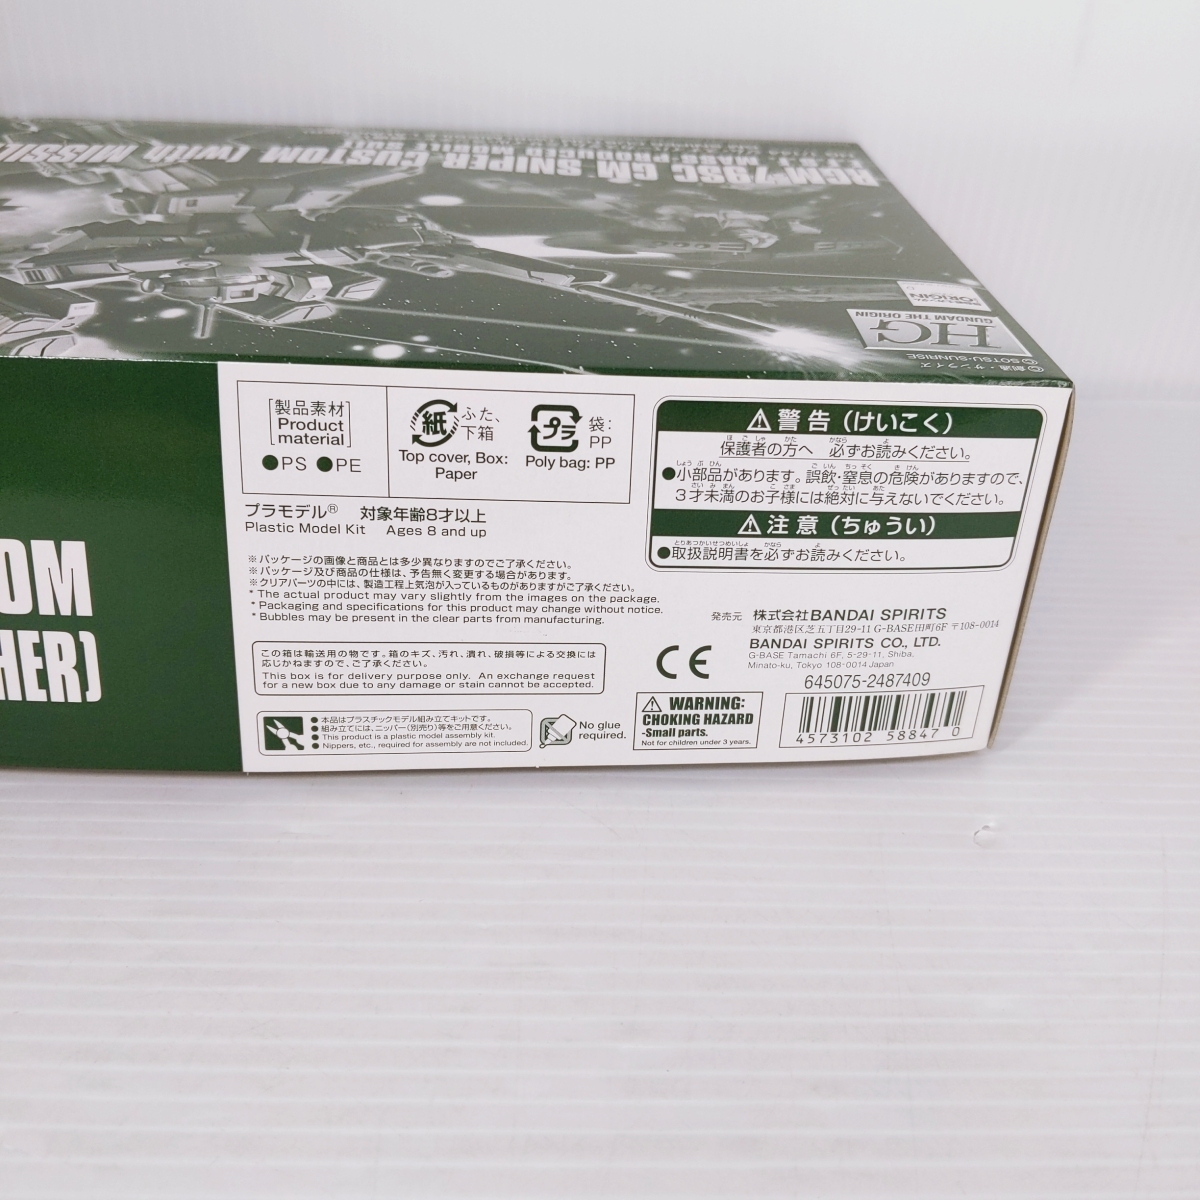 RGM-79SC GM SNIPER CUSTOM (with MISSIL
E.F.S.F. MASS PRODUCED MOBILE SUIT
ORIGIN
HG
GUNDAM THE ORIGIN
©創通・サンライズ
©SOTSU・SUNRISE
OM
HER)
[製品素材
Product
material]
●PS ●PE
紙
ふた、
下箱
Top cover, Box:
Paper
プラ
袋:
PP
Poly bag: PP
プラモデル® 対象年齢8才以上
Plastic Model Kit Ages 8 and up
※パッケージの画像と商品とは多少異なりますのでご了承ください。
※パッケージ及び商品の仕様は、予告無く変更する場合があります。
※クリアパーツの中には、製造工程上気泡が入っているものがありますがご了承ください。
* The actual product may vary slightly from the images on the package.
* Packaging and specifications for this product may change without notice.
* Bubbles may be present in the clear parts from manufacturing.
この箱は輸送用の物です。箱のキズ、汚れ、潰れ、破損等による交換には
応じかねますので、ご了承ください。
This box is for delivery purpose only. An exchange request
for a new box due to any damage or stain cannot be accepted.
●本品はプラスチックモデル組み立てキットです。
●組み立てには、ニッパー(別売り)等をご用意ください。
●This product is a plastic model assembly kit.
●Nippers, etc., required for assembly are not included.
No glue
required.
⚠警告(けいこく)
保護者の方へ 必ずお読みください。
●小部品があります。誤飲・窒息の危険がありますので、
3才未満のお子様には絶対に与えないでください。
⚠注意(ちゅうい)
●取扱説明書を必ずお読みください。
発売元 株式会社BANDAI SPIRITS
東京都港区芝五丁目29-11 G-BASE田町6F 〒108-0014
BANDAI SPIRITS CO., LTD.
G-BASE Tamachi 6F, 5-29-11, Shiba,
Minato-ku, Tokyo 108-0014 Japan
CE
⚠WARNING:
CHOKING HAZARD
-Small parts.
Not for children under 3 years.
645075-2487409
4573102 58847 0